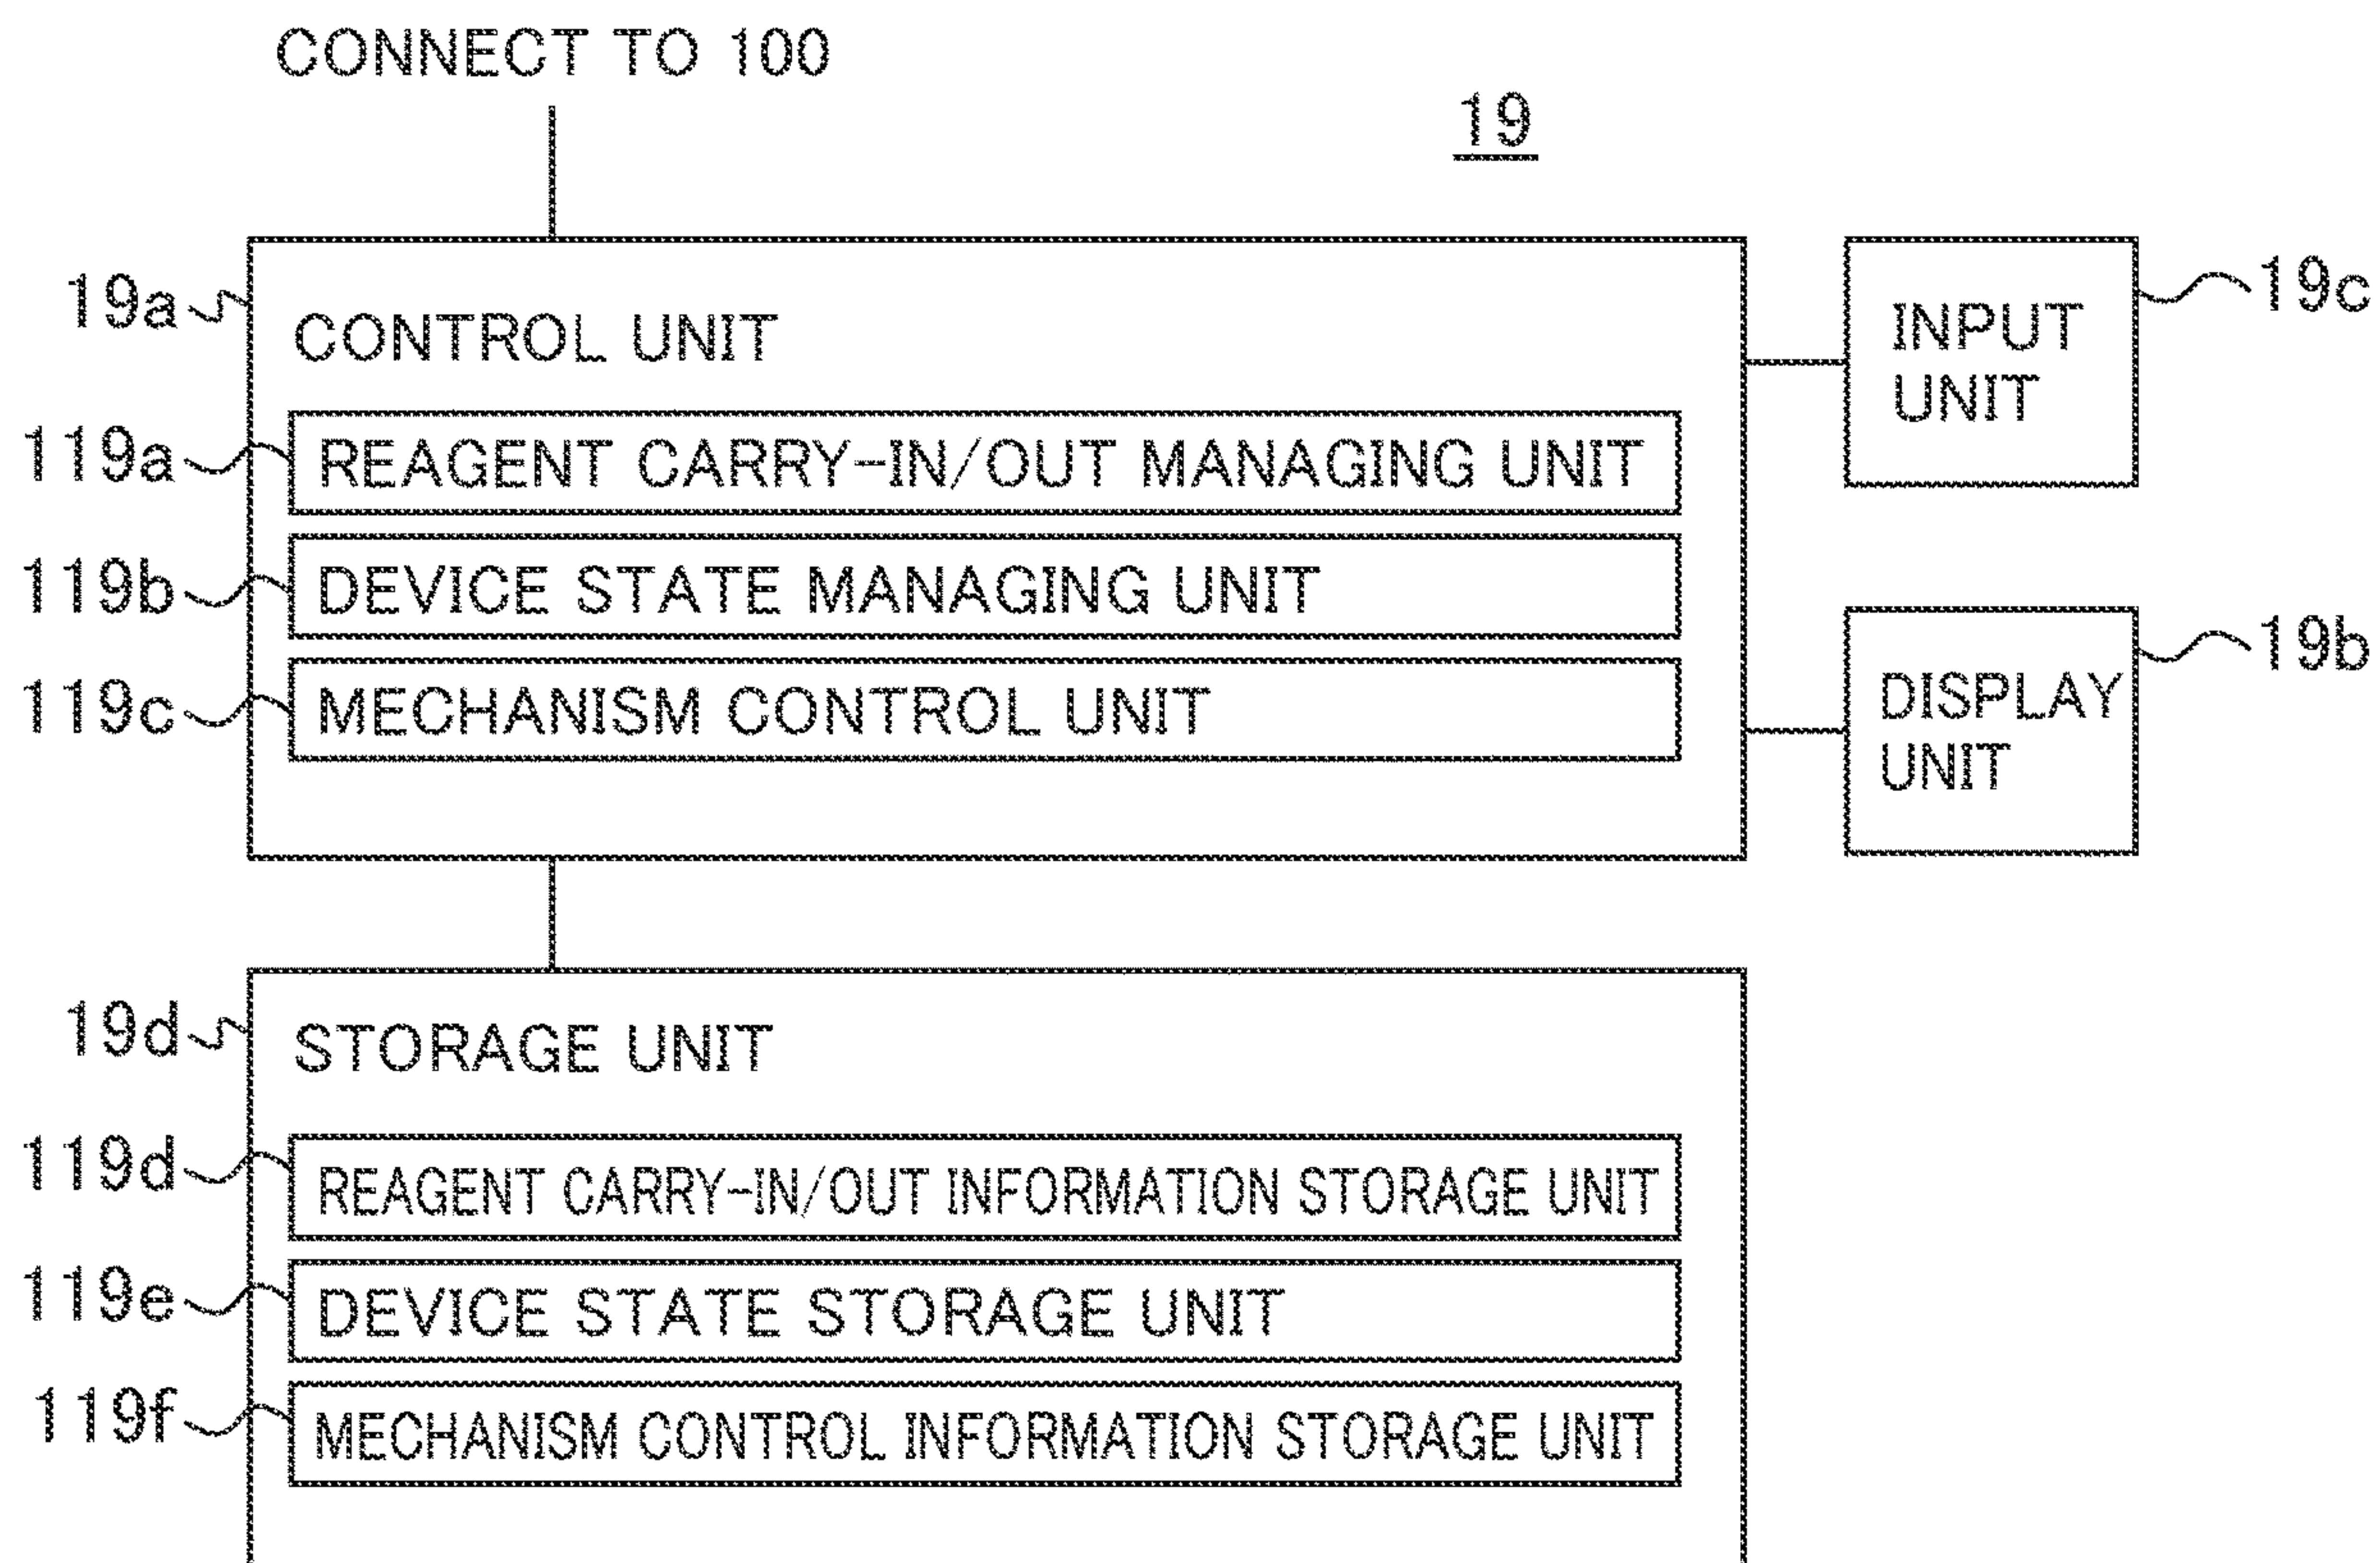 CONNECT TO 100
19
19a
CONTROL UNIT
119a
REAGENT CARRY-IN/OUT MANAGING UNIT
119b
DEVICE STATE MANAGING UNIT
119c
MECHANISM CONTROL UNIT
INPUT
UNIT
19c
DISPLAY
UNIT
19b
19d
STORAGE UNIT
119d
REAGENT CARRY-IN/OUT INFORMATION STORAGE UNIT
119e
DEVICE STATE STORAGE UNIT
119f
MECHANISM CONTROL INFORMATION STORAGE UNIT